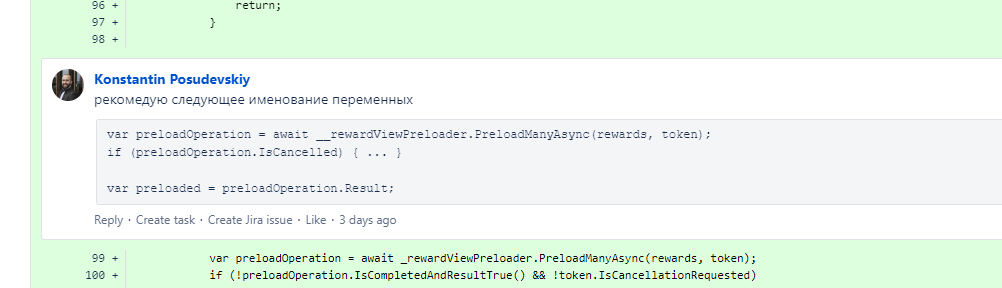 96 + return;
97 + }
98 +
Konstantin Posudevskiy
рекомедую следующее именование переменных
var preloadOperation = await __rewardViewPreloader.PreloadManyAsync(rewards, token);
if (preloadOperation.IsCancelled) { ... }
var preloaded = preloadOperation.Result;
Reply · Create task · Create Jira issue · Like · 3 days ago
99 + var preloadOperation = await _rewardViewPreloader.PreloadManyAsync(rewards, token);
100 + if (!preloadOperation.IsCompletedAndResultTrue() && !token.IsCancellationRequested)